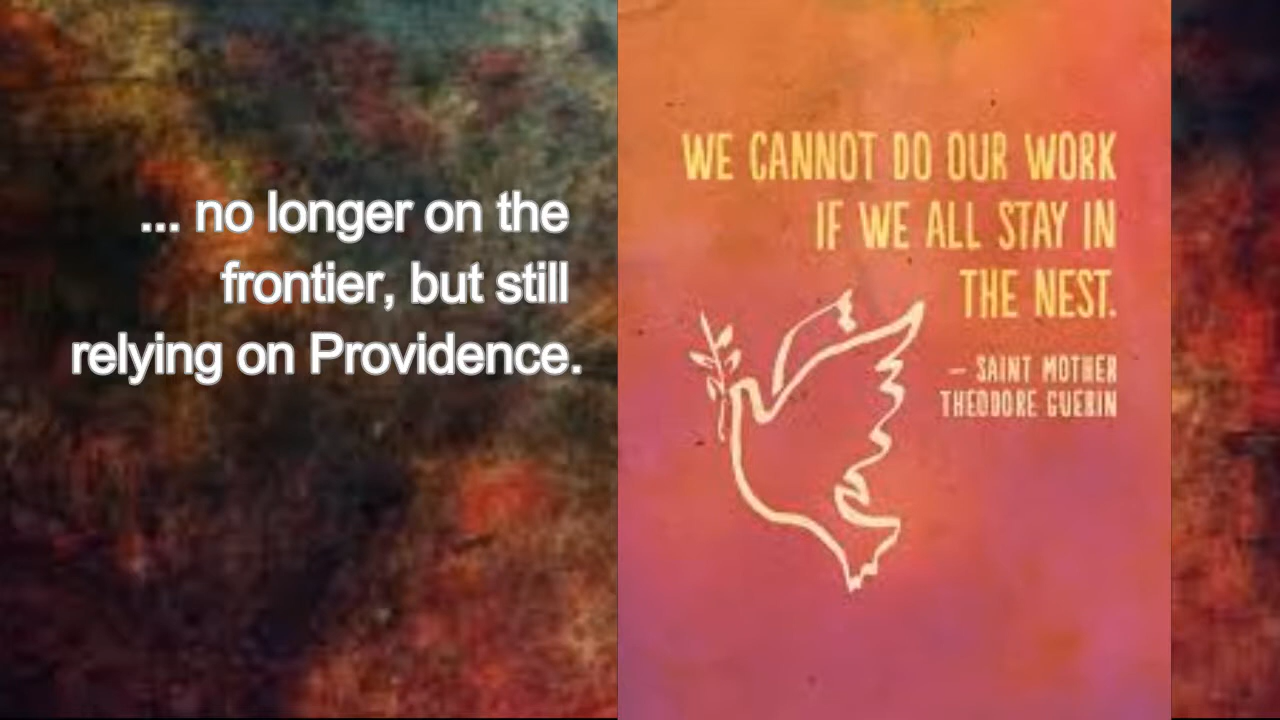 ... no longer on the
frontier, but still
relying on Providence.
WE CANNOT DO OUR WORK
IF WE ALL STAY IN
THE NEST.
– SAINT MOTHER
THEODORE GUERIN